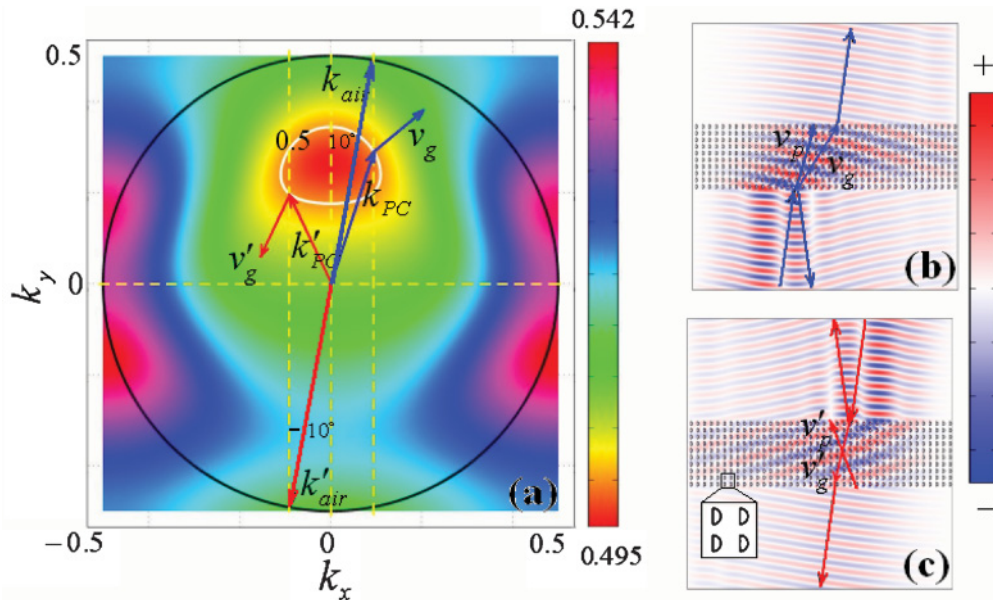 0.5
0
k_y
k_air
v_g
0.5
10°
k_PC
v'_g
k'_PC
−10°
k'_air
(a)
−0.5
0
0.5
k_x
0.542
0.495
v_p
v_g
(b)
v'_p
v'_g
(c)
+
−